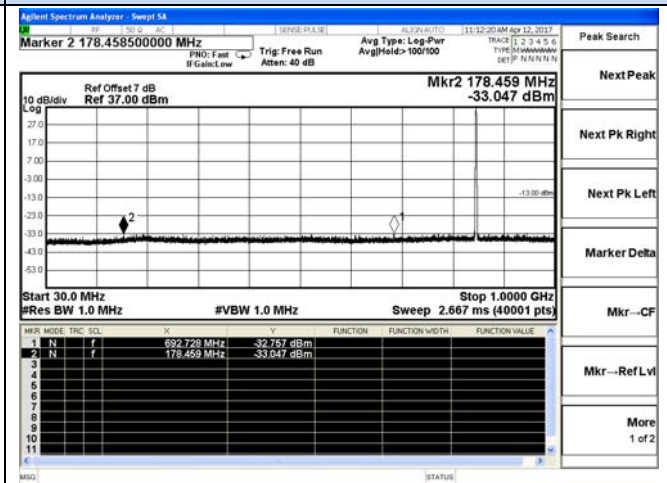 Agilent Spectrum Analyzer - Swept SA
RF 50 Ω AC SENSE:PULSE ALIGN AUTO 11:12:20 AM Apr 12, 2017
Marker 2 178.458500000 MHz
PNO: Fast
IFGain:Low
Trig: Free Run
Atten: 40 dB
Avg Type: Log-Pwr
Avg|Hold:> 100/100
TRACE 1 2 3 4 5 6
TYPE MWWWWW
DET P NNNNN
Peak Search
Ref Offset 7 dB
Ref 37.00 dBm
10 dB/div
Log
Mkr2 178.459 MHz
-33.047 dBm
27.0
17.0
7.00
-3.00
-13.0
-23.0
-33.0
-43.0
-53.0
-13.00 dBm
2
1
Start 30.0 MHz
Stop 1.0000 GHz
#Res BW 1.0 MHz
#VBW 1.0 MHz
Sweep 2.667 ms (40001 pts)
MKR MODE TRC SCL X Y FUNCTION FUNCTION WIDTH FUNCTION VALUE
1 N f 692.728 MHz -32.757 dBm
2 N f 178.459 MHz -33.047 dBm
3
4
5
6
7
8
9
10
11
MSG
STATUS
Next Peak
Next Pk Right
Next Pk Left
Marker Delta
Mkr→CF
Mkr→Ref Lvl
More
1 of 2